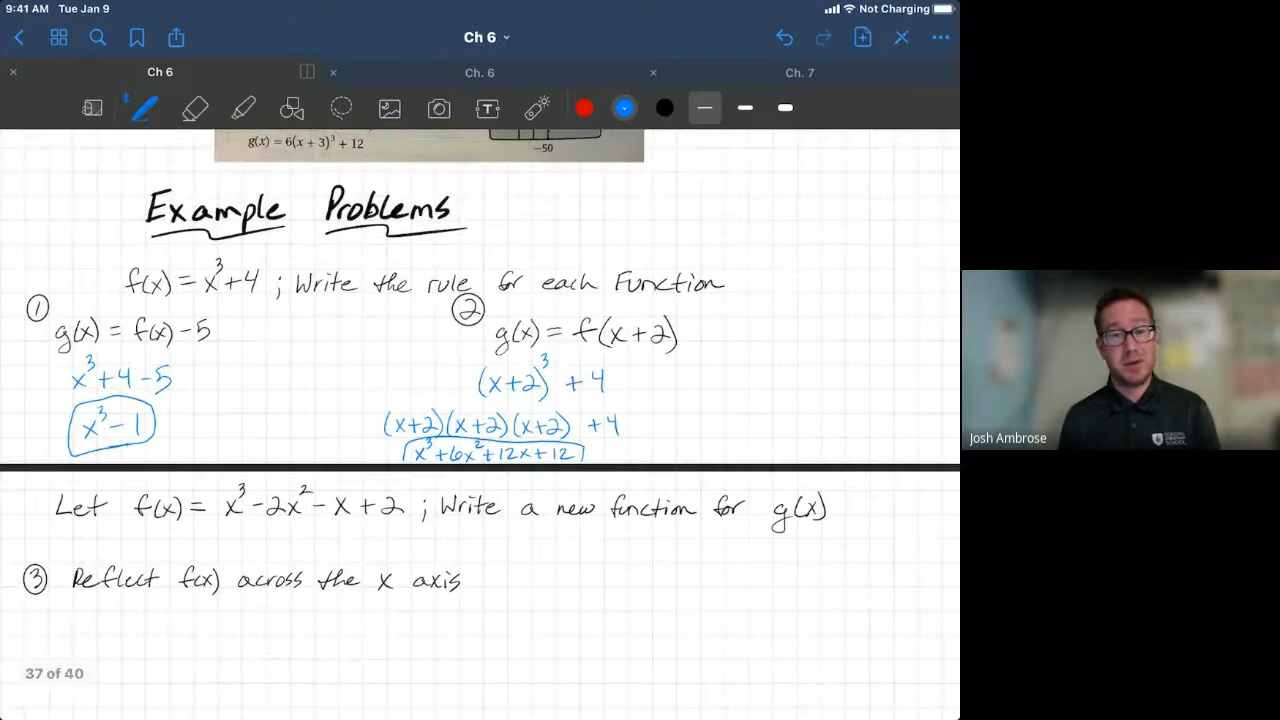 9:41 AM Tue Jan 9
Not Charging
Ch 6
Ch 6
Ch. 6
Ch. 7
g(x) = 6(x + 3)³ + 12
-50
Example Problems
f(x) = x³ + 4 ; Write the rule for each Function
① g(x) = f(x) - 5
x³ + 4 - 5
x³ - 1
② g(x) = f(x+2)
(x+2)³ + 4
(x+2)(x+2)(x+2) + 4
x³ + 6x² + 12x + 12
Let f(x) = x³ - 2x² - x + 2 ; Write a new function for g(x)
③ Reflect f(x) across the x axis
37 of 40
Josh Ambrose
COASTAL CHRISTIAN SCHOOL